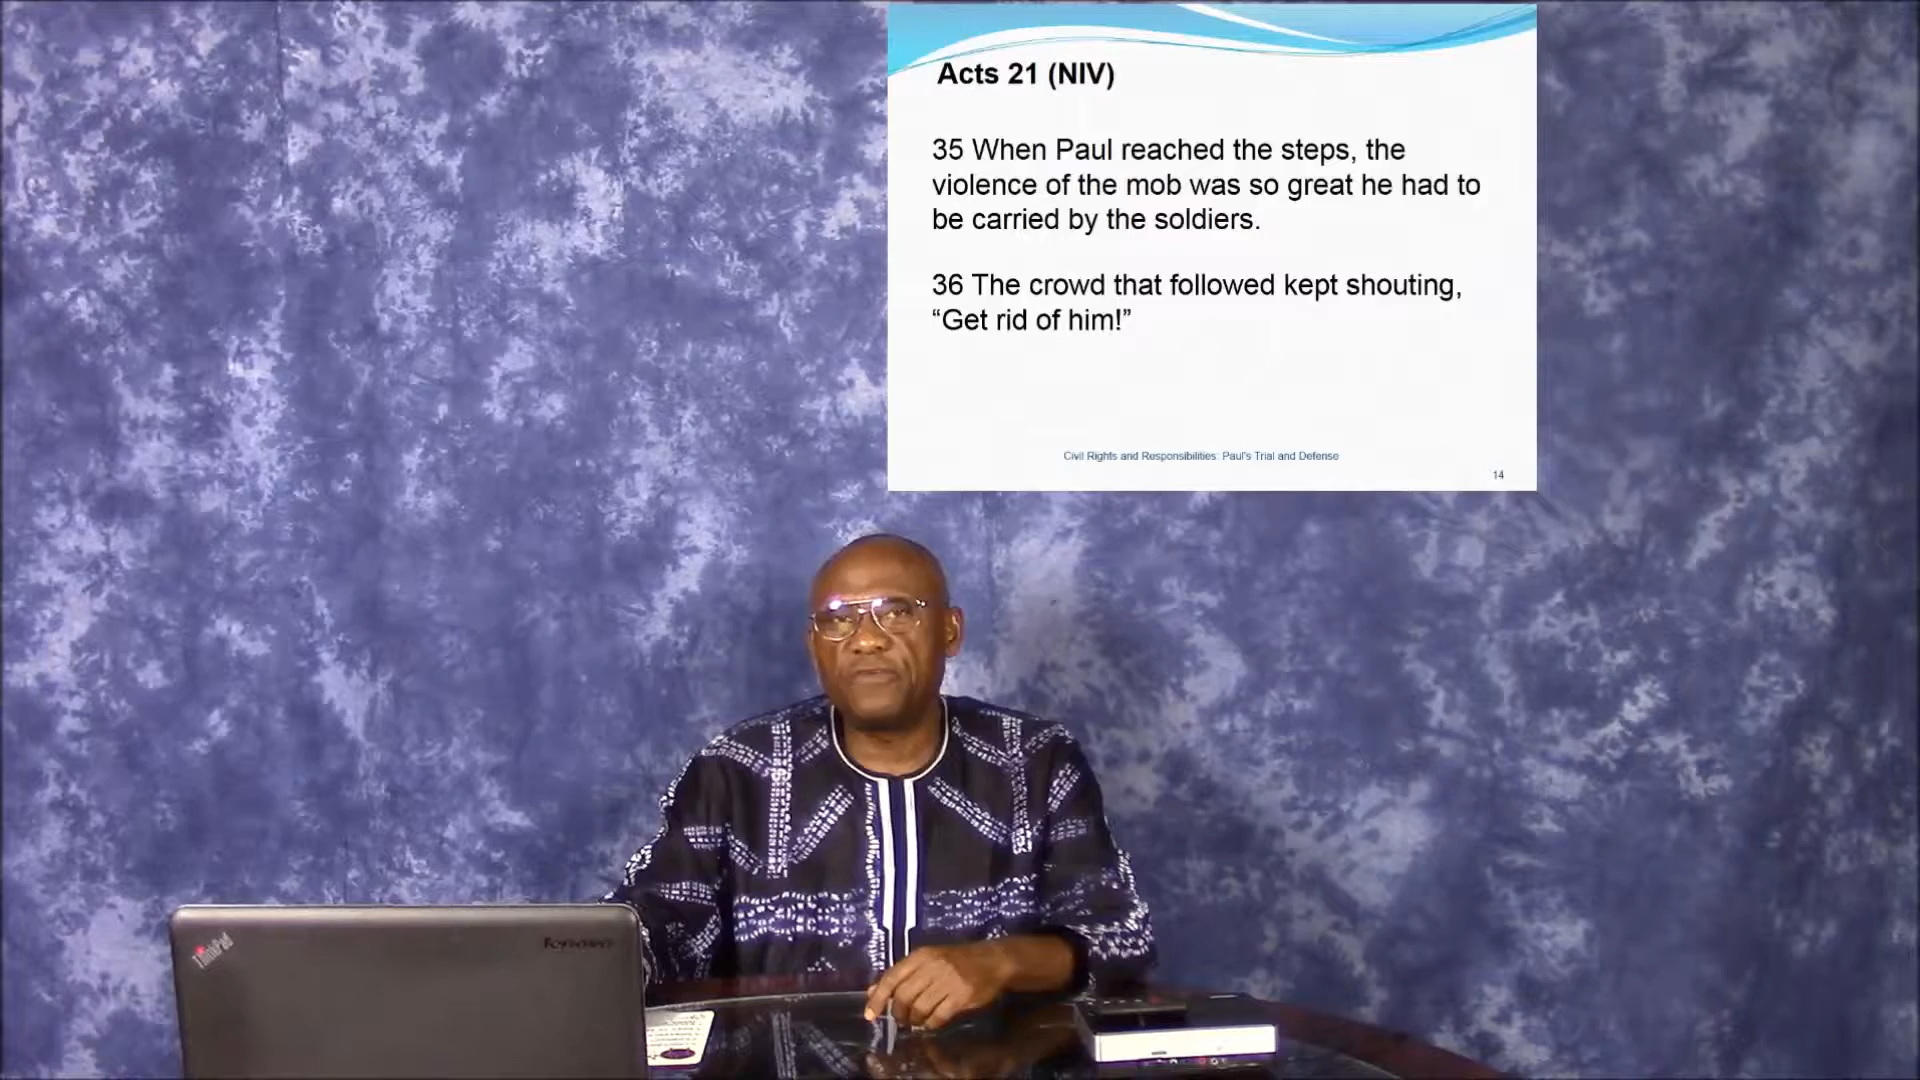 Acts 21 (NIV)
35 When Paul reached the steps, the
violence of the mob was so great he had to
be carried by the soldiers.
36 The crowd that followed kept shouting,
“Get rid of him!”
Civil Rights and Responsibilities: Paul's Trial and Defense
14
ThinkPad
lenovo